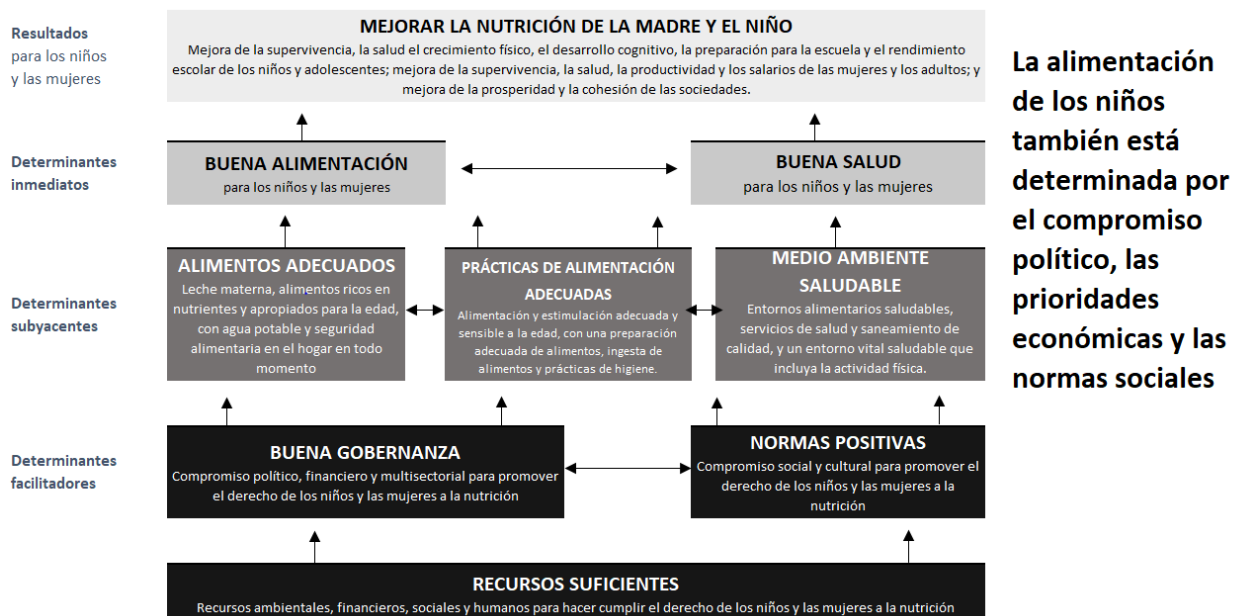 Resultados
para los niños
y las mujeres
MEJORAR LA NUTRICIÓN DE LA MADRE Y EL NIÑO
Mejora de la supervivencia, la salud el crecimiento físico, el desarrollo cognitivo, la preparación para la escuela y el rendimiento
escolar de los niños y adolescentes; mejora de la supervivencia, la salud, la productividad y los salarios de las mujeres y los adultos; y
mejora de la prosperidad y la cohesión de las sociedades.
Determinantes
inmediatos
BUENA ALIMENTACIÓN
para los niños y las mujeres
BUENA SALUD
para los niños y las mujeres
Determinantes
subyacentes
ALIMENTOS ADECUADOS
Leche materna, alimentos ricos en
nutrientes y apropiados para la edad,
con agua potable y seguridad
alimentaria en el hogar en todo
momento
PRÁCTICAS DE ALIMENTACIÓN
ADECUADAS
Alimentación y estimulación adecuada y
sensible a la edad, con una preparación
adecuada de alimentos, ingesta de
alimentos y prácticas de higiene.
MEDIO AMBIENTE
SALUDABLE
Entornos alimentarios saludables,
servicios de salud y saneamiento de
calidad, y un entorno vital saludable que
incluya la actividad física.
Determinantes
facilitadores
BUENA GOBERNANZA
Compromiso político, financiero y multisectorial para promover
el derecho de los niños y las mujeres a la nutrición
NORMAS POSITIVAS
Compromiso social y cultural para promover el
derecho de los niños y las mujeres a la
nutrición
RECURSOS SUFICIENTES
Recursos ambientales, financieros, sociales y humanos para hacer cumplir el derecho de los niños y las mujeres a la nutrición
La alimentación
de los niños
también está
determinada por
el compromiso
político, las
prioridades
económicas y las
normas sociales